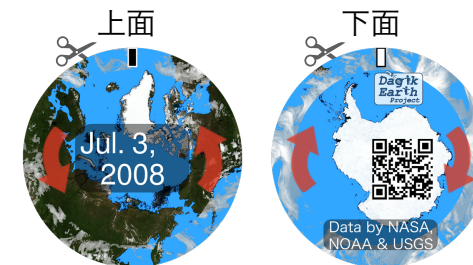 上面
下面
Jul. 3,
2008
Dagik
Earth
Project
Data by NASA,
NOAA & USGS